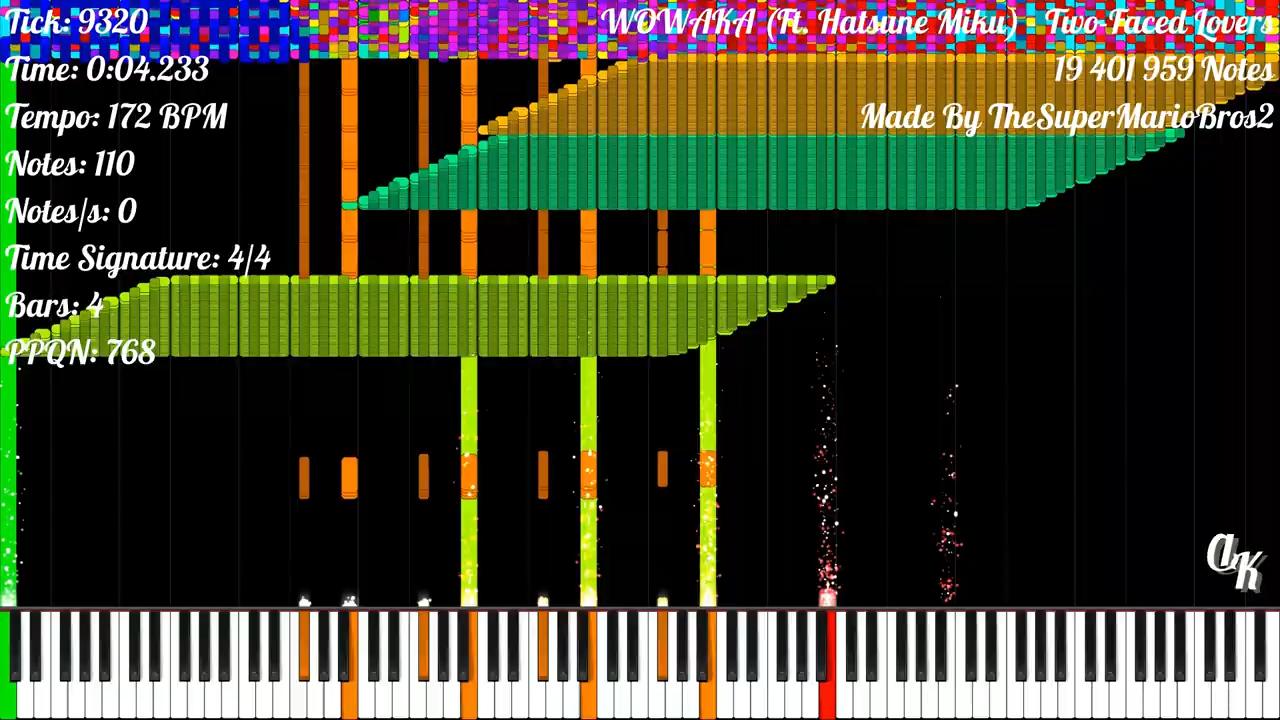 Tick: 9320
Time: 0:04.233
Tempo: 172 BPM
Notes: 110
Notes/s: 0
Time Signature: 4/4
Bars: 4
PPQN: 768
WOWAKA (Ft. Hatsune Miku) - Two-Faced Lovers
19 401 959 Notes
Made By TheSuperMarioBros2
aK